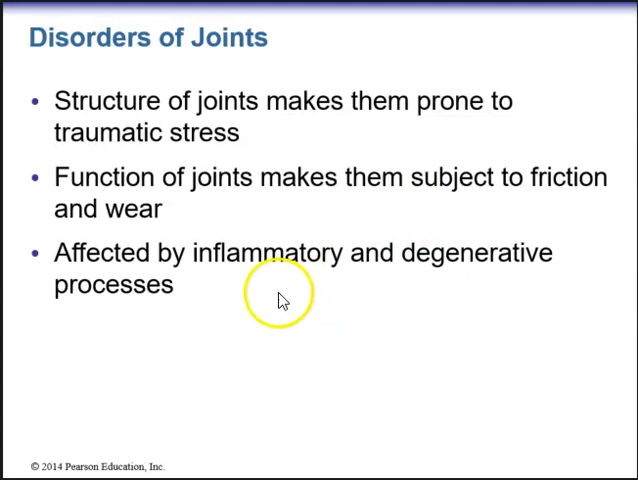 Disorders of Joints
• Structure of joints makes them prone to
traumatic stress
• Function of joints makes them subject to friction
and wear
• Affected by inflammatory and degenerative
processes
© 2014 Pearson Education, Inc.